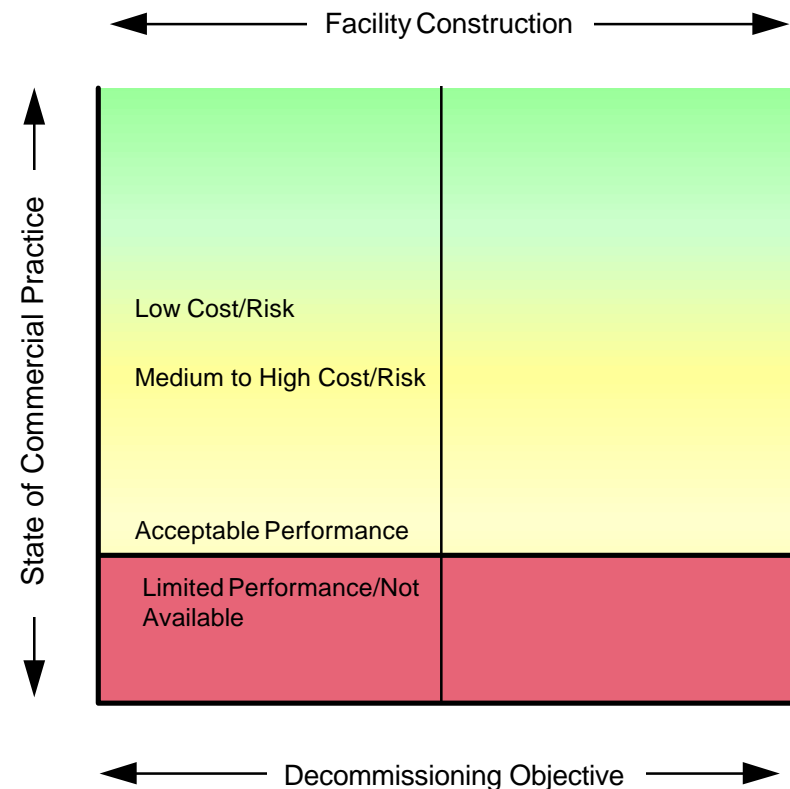 Facility Construction
State of Commercial Practice
Low Cost/Risk
Medium to High Cost/Risk
Acceptable Performance
Limited Performance/Not
Available
Decommissioning Objective